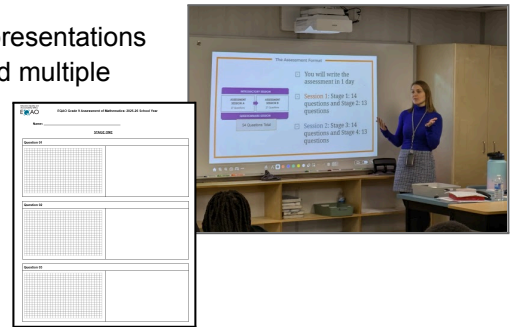 presentations
d multiple
EQAO
EQAO Grade 9 Assessment of Mathematics: 2025-26 School Year
Name:
STAGE ONE
Question 01
Question 02
Question 03
The Assessment Format
You will write the
assessment in 1 day
Session 1: Stage 1: 14
questions and Stage 2: 13
questions
Session 2: Stage 3: 14
questions and Stage 4: 13
questions